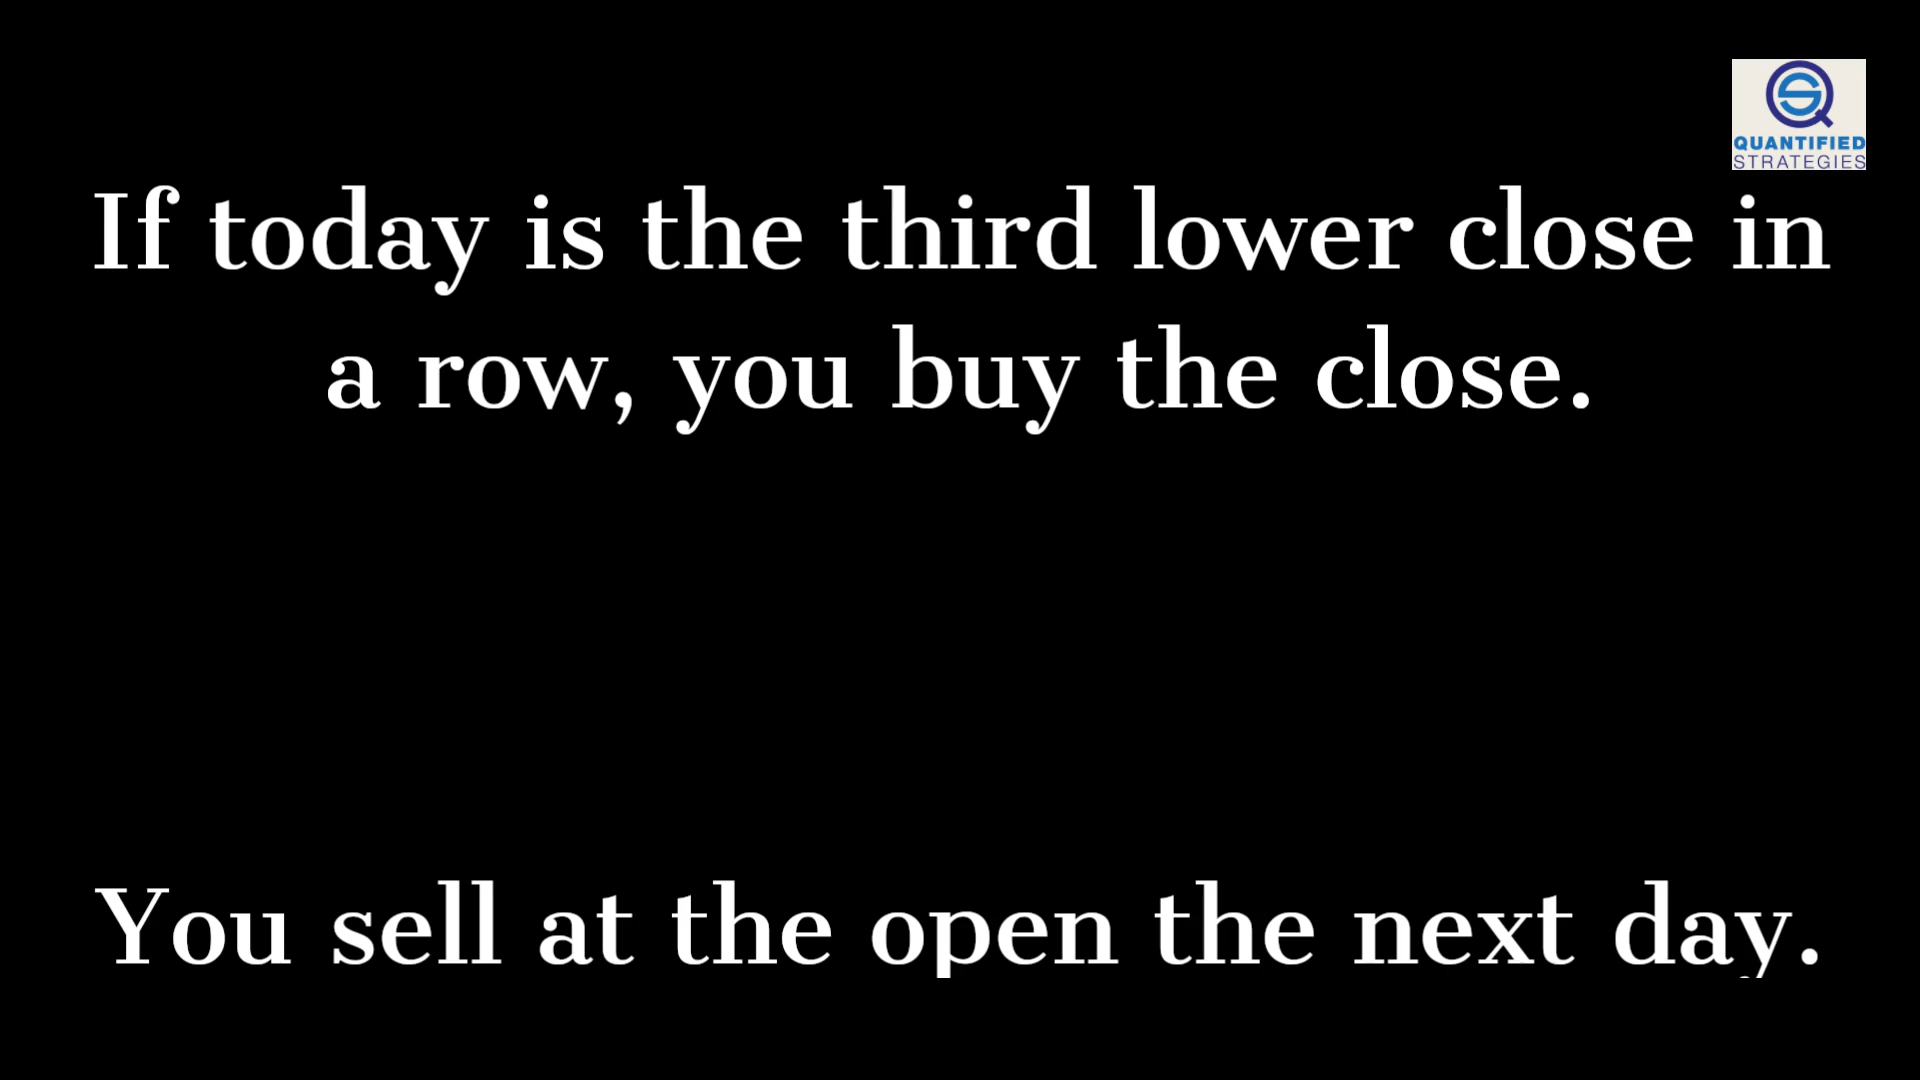 QUANTIFIED
STRATEGIES
If today is the third lower close in
a row, you buy the close.
You sell at the open the next day.